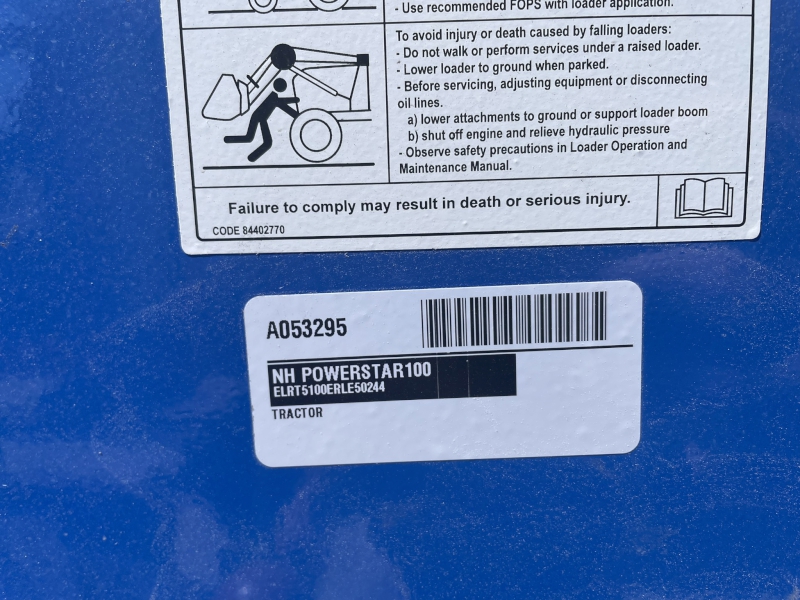 - Use recommended FOPS with loader application.
To avoid injury or death caused by falling loaders:
- Do not walk or perform services under a raised loader.
- Lower loader to ground when parked.
- Before servicing, adjusting equipment or disconnecting
oil lines.
a) lower attachments to ground or support loader boom
b) shut off engine and relieve hydraulic pressure
- Observe safety precautions in Loader Operation and
Maintenance Manual.
Failure to comply may result in death or serious injury.
CODE 84402770
A053295
NH POWERSTAR100
ELRT5100ERLE50244
TRACTOR